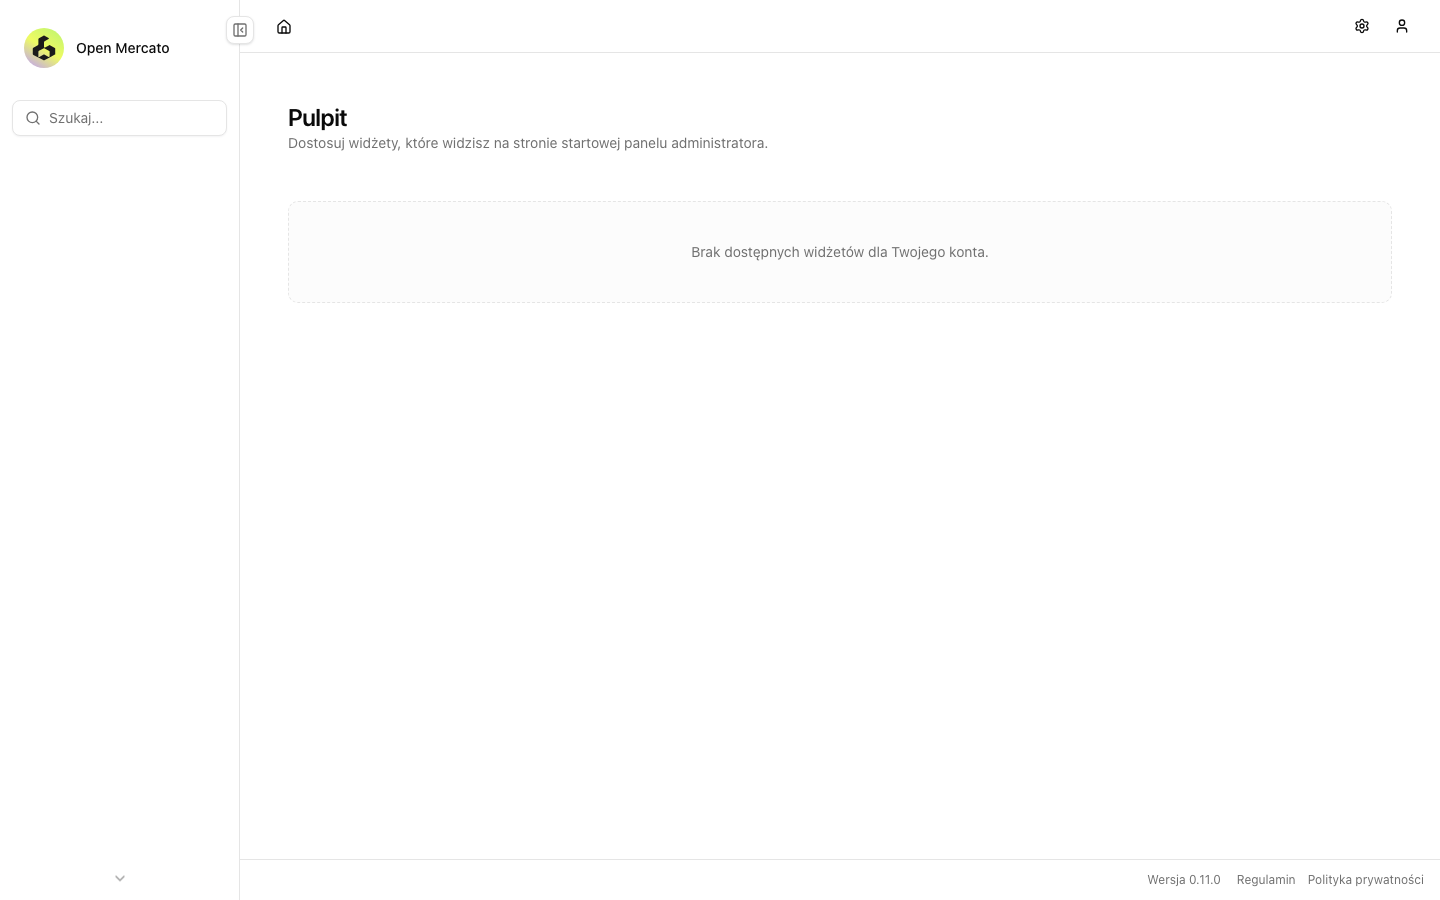 Open Mercato
Szukaj...
Pulpit
Dostosuj widżety, które widzisz na stronie startowej panelu administratora.
Brak dostępnych widżetów dla Twojego konta.
Wersja 0.11.0 Regulamin Polityka prywatności